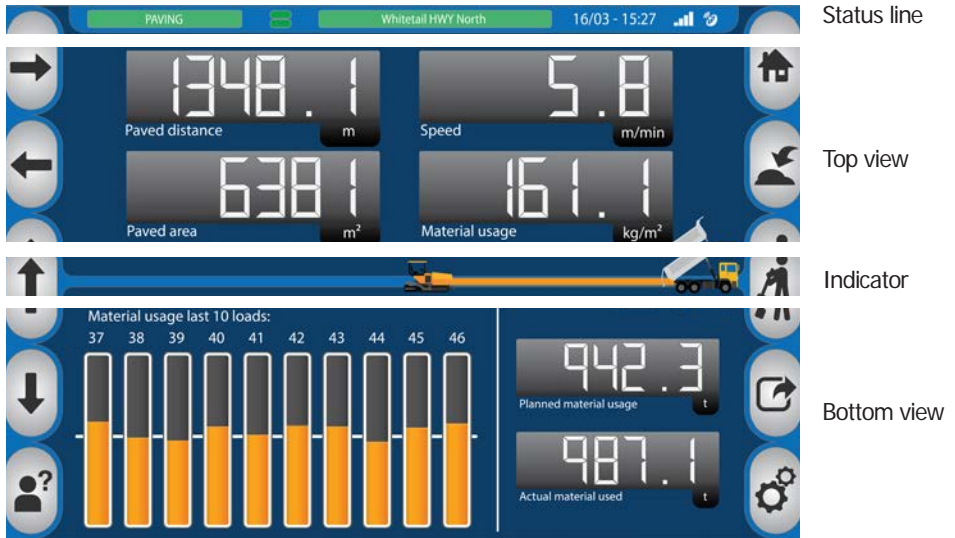 PAVING Whitetail HWY North 16/03 - 15:27 Status line
1348.1 5.8
Paved distance m Speed m/min
Top view
6381 161.1
Paved area m² Material usage kg/m²
Indicator
Material usage last 10 loads:
37 38 39 40 41 42 43 44 45 46
942.3
Planned material usage t
Bottom view
987.1
Actual material used t
?